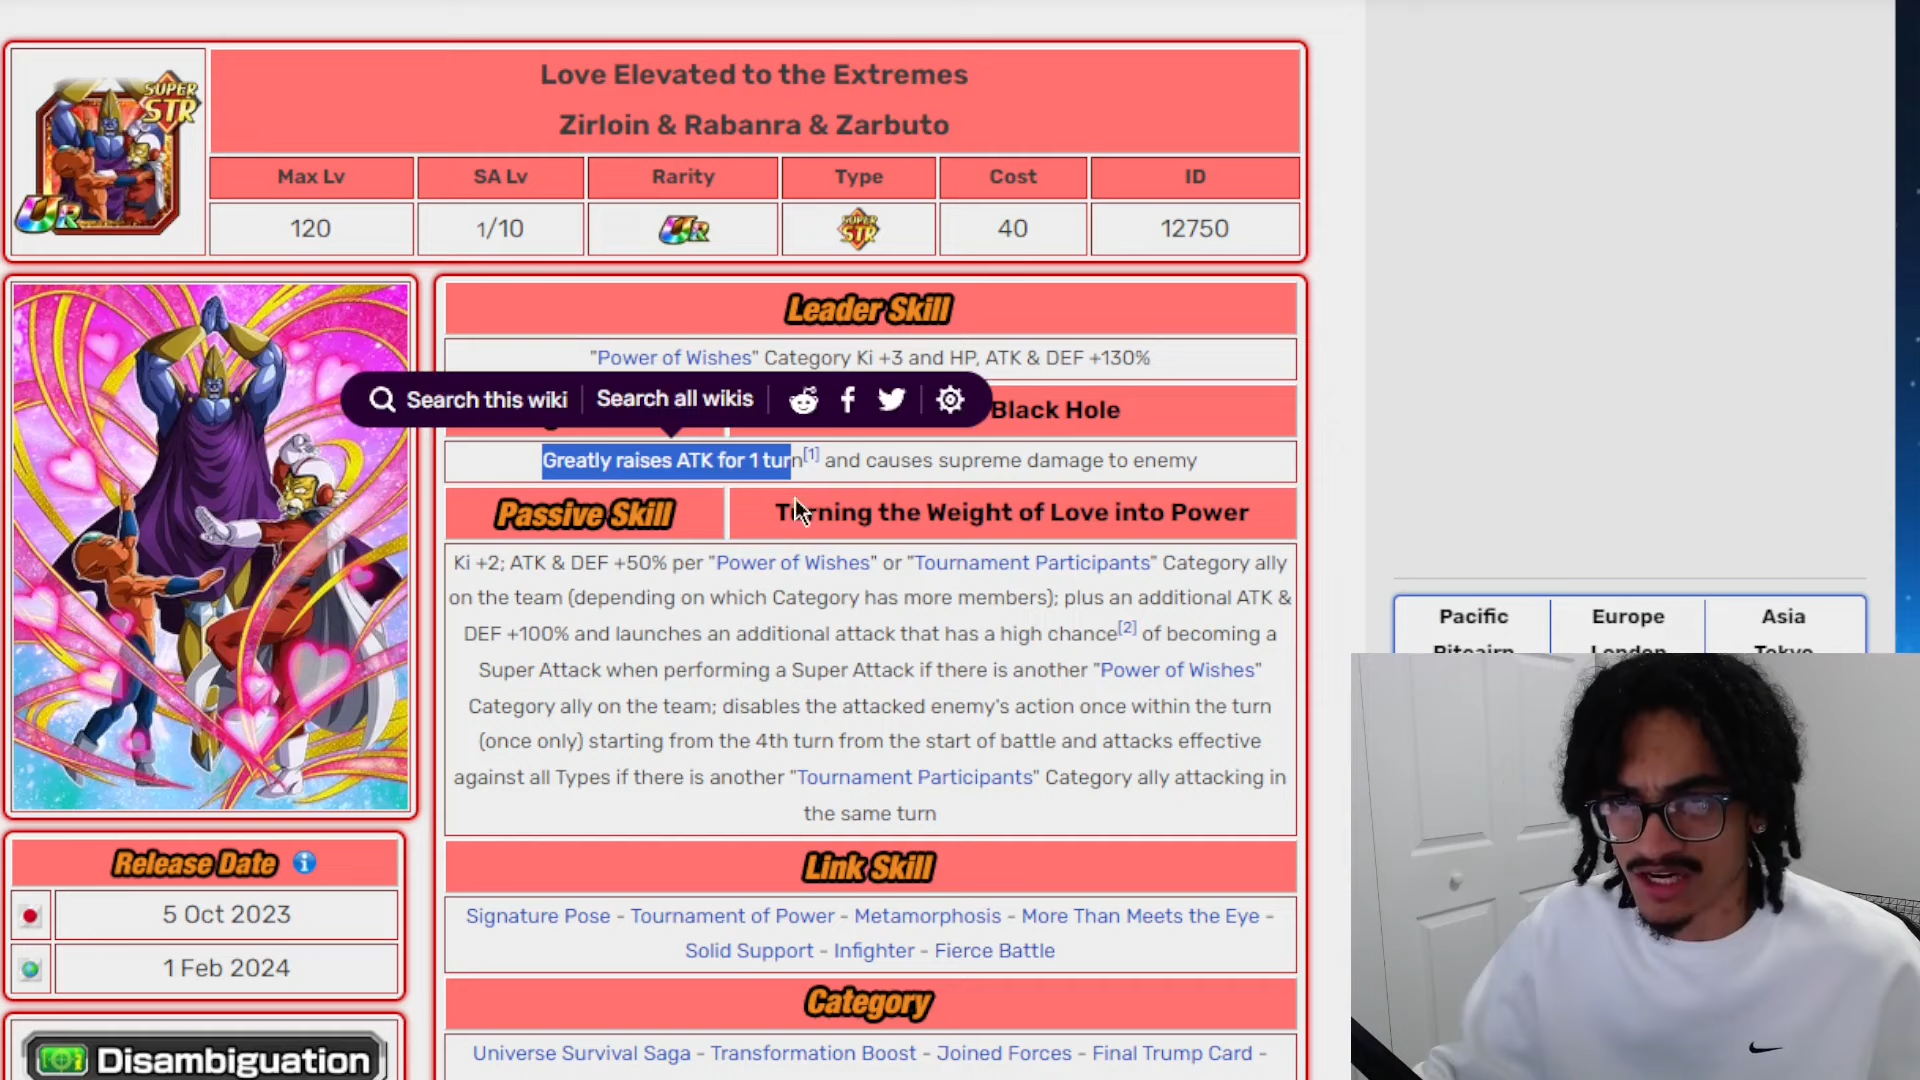 SUPER
STR
UR
Love Elevated to the Extremes
Zirloin & Rabanra & Zarbuto
Max Lv
SA Lv
Rarity
Type
Cost
ID
120
1/10
UR
SUPER
STR
40
12750
Leader Skill
"Power of Wishes" Category Ki +3 and HP, ATK & DEF +130%
Search this wiki
Search all wikis
Black Hole
Greatly raises ATK for 1 turn[1] and causes supreme damage to enemy
Passive Skill
Turning the Weight of Love into Power
Ki +2; ATK & DEF +50% per "Power of Wishes" or "Tournament Participants" Category ally
on the team (depending on which Category has more members); plus an additional ATK &
DEF +100% and launches an additional attack that has a high chance[2] of becoming a
Super Attack when performing a Super Attack if there is another "Power of Wishes"
Category ally on the team; disables the attacked enemy's action once within the turn
(once only) starting from the 4th turn from the start of battle and attacks effective
against all Types if there is another "Tournament Participants" Category ally attacking in
the same turn
Link Skill
Signature Pose - Tournament of Power - Metamorphosis - More Than Meets the Eye -
Solid Support - Infighter - Fierce Battle
Category
Universe Survival Saga - Transformation Boost - Joined Forces - Final Trump Card -
Release Date
5 Oct 2023
1 Feb 2024
Disambiguation
Pacific
Europe
Asia
Pitcairn
London
Tokyo